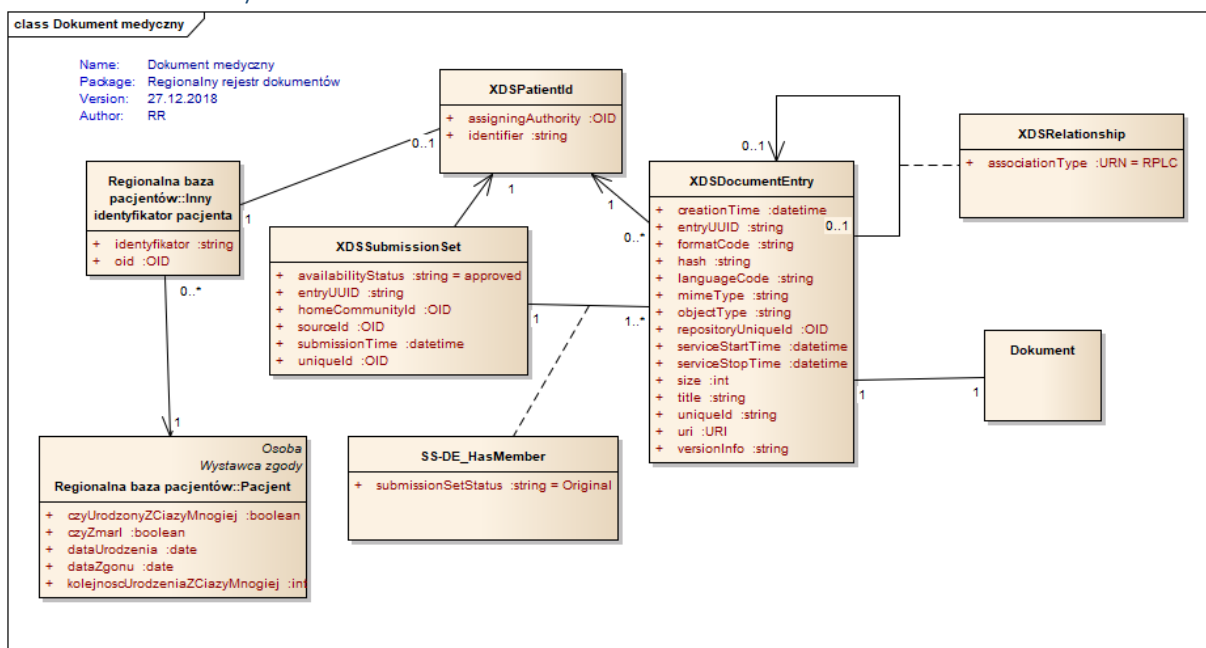 class Dokument medyczny
Name: Dokument medyczny
Package: Regionalny rejestr dokumentów
Version: 27.12.2018
Author: RR
XDSPatientId
+ assigningAuthority :OID
+ identifier :string
0..1
1
1
1
Regionalna baza
pacjentów::Inny
identyfikator pacjenta
+ identyfikator :string
+ oid :OID
0..*
1
XDSSubmissionSet
+ availabilityStatus :string = approved
+ entryUUID :string
+ homeCommunityId :OID
+ sourceId :OID
+ submissionTime :datetime
+ uniqueId :OID
1
1..*
0..*
XDSDocumentEntry
+ creationTime :datetime
+ entryUUID :string
+ formatCode :string
+ hash :string
+ languageCode :string
+ mimeType :string
+ objectType :string
+ repositoryUniqueId :OID
+ serviceStartTime :datetime
+ serviceStopTime :datetime
+ size :int
+ title :string
+ uniqueId :string
+ uri :URI
+ versionInfo :string
0..1
0..1
XDSRelationship
+ associationType :URN = RPLC
Dokument
1
1
Osoba
Wystawca zgody
Regionalna baza pacjentów::Pacjent
+ czyUrodzonyZCiazyMnogiej :boolean
+ czyZmarl :boolean
+ dataUrodzenia :date
+ dataZgonu :date
+ kolejnoscUrodzeniaZCiazyMnogiej :int
SS-DE_HasMember
+ submissionSetStatus :string = Original